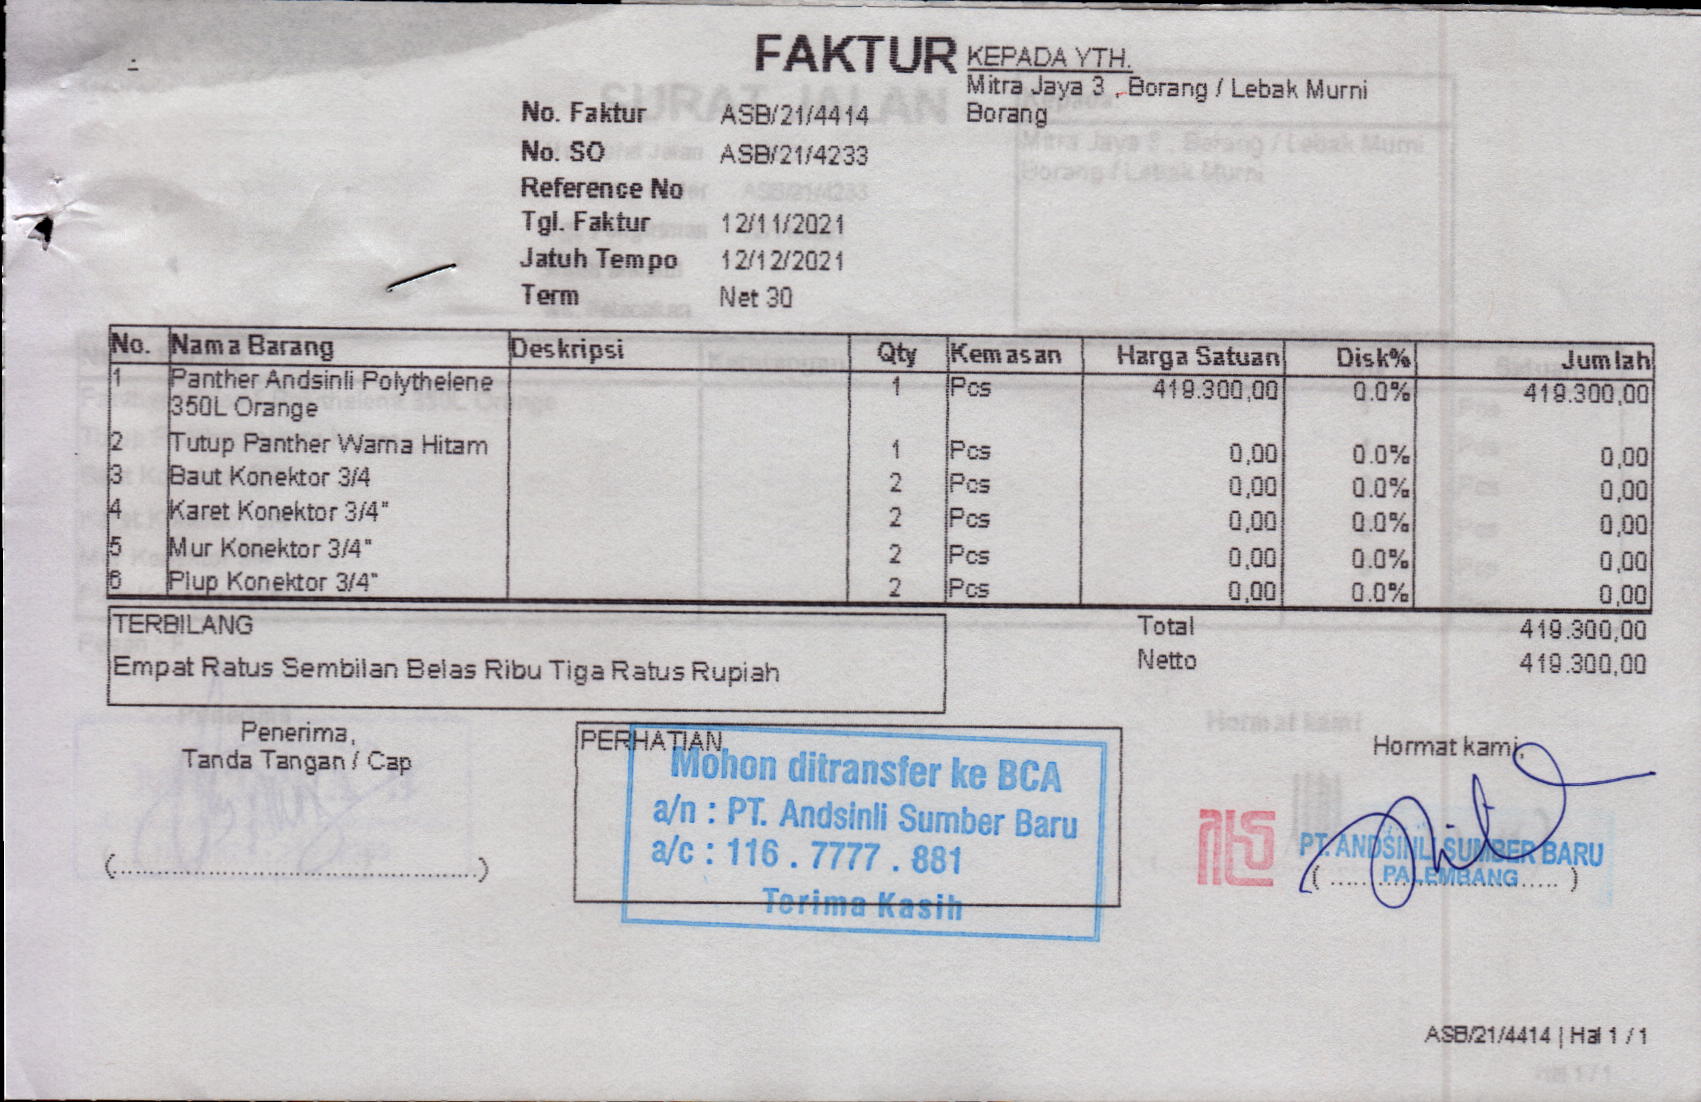 FAKTUR
KEPADA YTH.
Mitra Jaya 3 , Borang / Lebak Murni
Borang
No. Faktur ASB/21/4414
No. SO ASB/21/4233
Reference No
Tgl. Faktur 12/11/2021
Jatuh Tempo 12/12/2021
Term Net 30
No. Nama Barang Deskripsi Qty Kemasan Harga Satuan Disk% Jumlah
1 Panther Andsinli Polythelene 1 Pcs 419.300,00 0.0% 419.300,00
350L Orange
2 Tutup Panther Warna Hitam 1 Pcs 0,00 0.0% 0,00
3 Baut Konektor 3/4 2 Pcs 0,00 0.0% 0,00
4 Karet Konektor 3/4" 2 Pcs 0,00 0.0% 0,00
5 Mur Konektor 3/4" 2 Pcs 0,00 0.0% 0,00
6 Plup Konektor 3/4" 2 Pcs 0,00 0.0% 0,00
TERBILANG
Empat Ratus Sembilan Belas Ribu Tiga Ratus Rupiah
Total 419.300,00
Netto 419.300,00
Penerima,
Tanda Tangan / Cap
(..................................................)
PERHATIAN
Mohon ditransfer ke BCA
a/n : PT. Andsinli Sumber Baru
a/c : 116 . 7777 . 881
Terima Kasih
Hormat kami,
PT. ANDSINLI SUMBER BARU
PALEMBANG
(..................................)
ASB/21/4414 | Hal 1 / 1